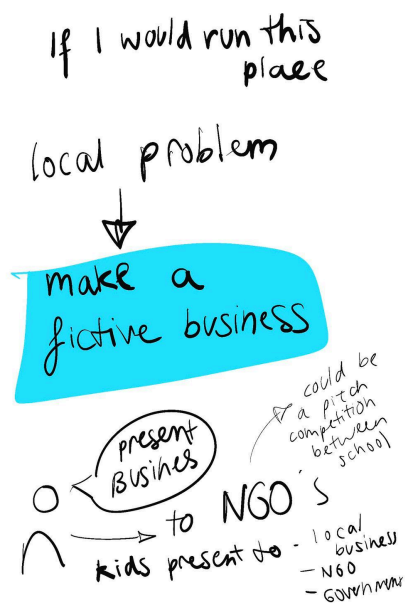 If I would run this
place
local problem
make a
fictive business
could be
a pitch
competition
between
school
present
Busines
to NGO's
kids present to - local
business
- NGO
- Government